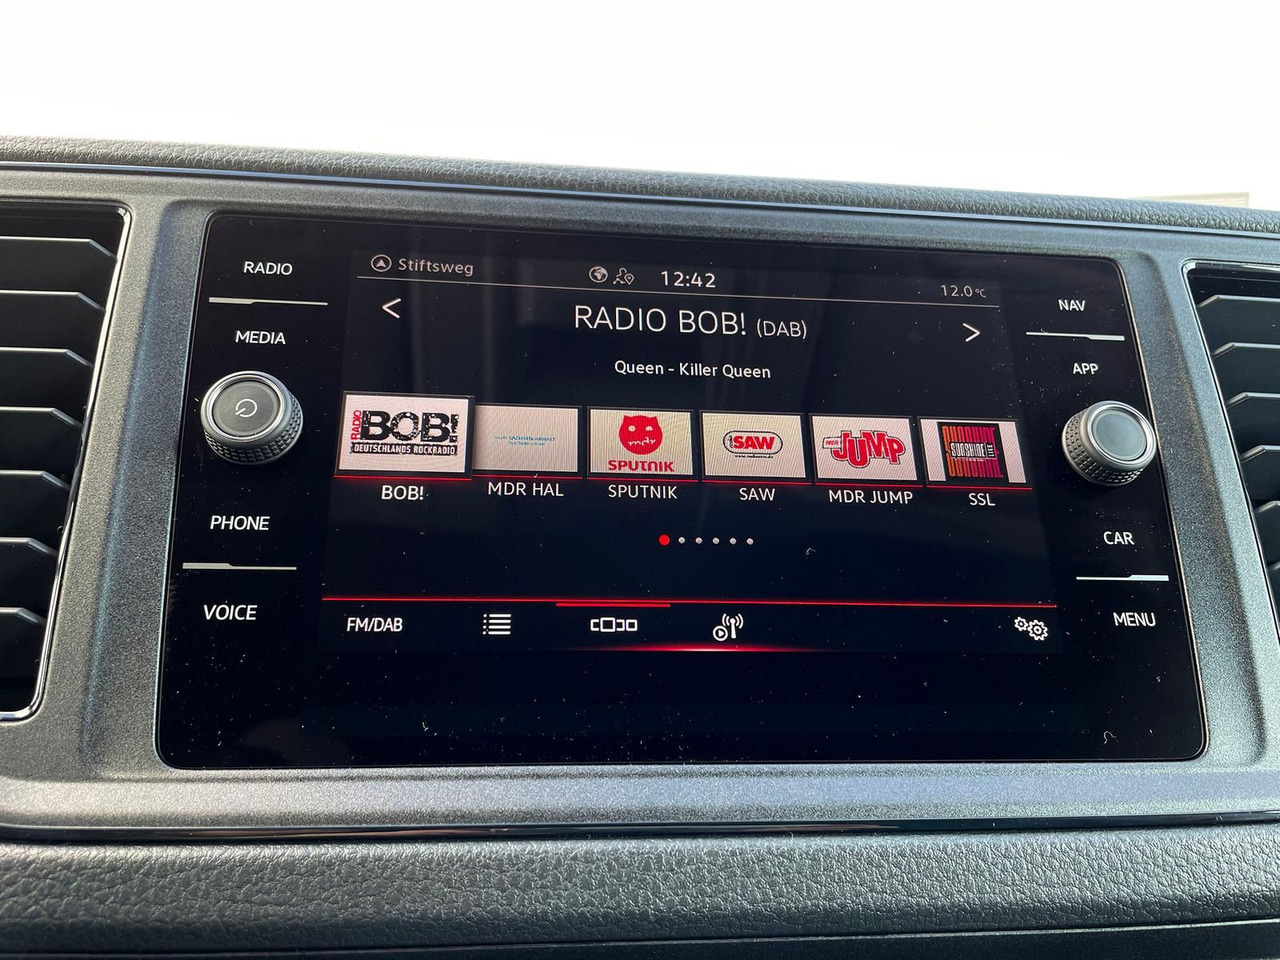 RADIO
MEDIA
PHONE
VOICE
Stiftsweg
12:42
12.0°C
<
RADIO BOB! (DAB)
>
Queen - Killer Queen
RADIO BOB!
DEUTSCHLANDS ROCKRADIO
mdr
SPUTNIK
SAW
MDR JUMP
SUNSHINE LIVE
BOB!
MDR HAL
SPUTNIK
SAW
MDR JUMP
SSL
FM/DAB
NAV
APP
CAR
MENU